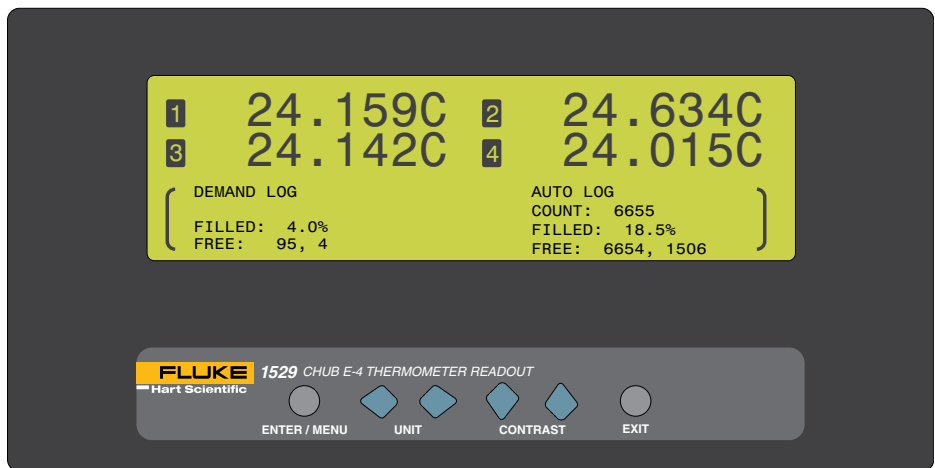 1 24.159C 2 24.634C
3 24.142C 4 24.015C
DEMAND LOG
FILLED: 4.0%
FREE: 95, 4
AUTO LOG
COUNT: 6655
FILLED: 18.5%
FREE: 6654, 1506
FLUKE
Hart Scientific
1529 CHUB E-4 THERMOMETER READOUT
ENTER / MENU UNIT CONTRAST EXIT